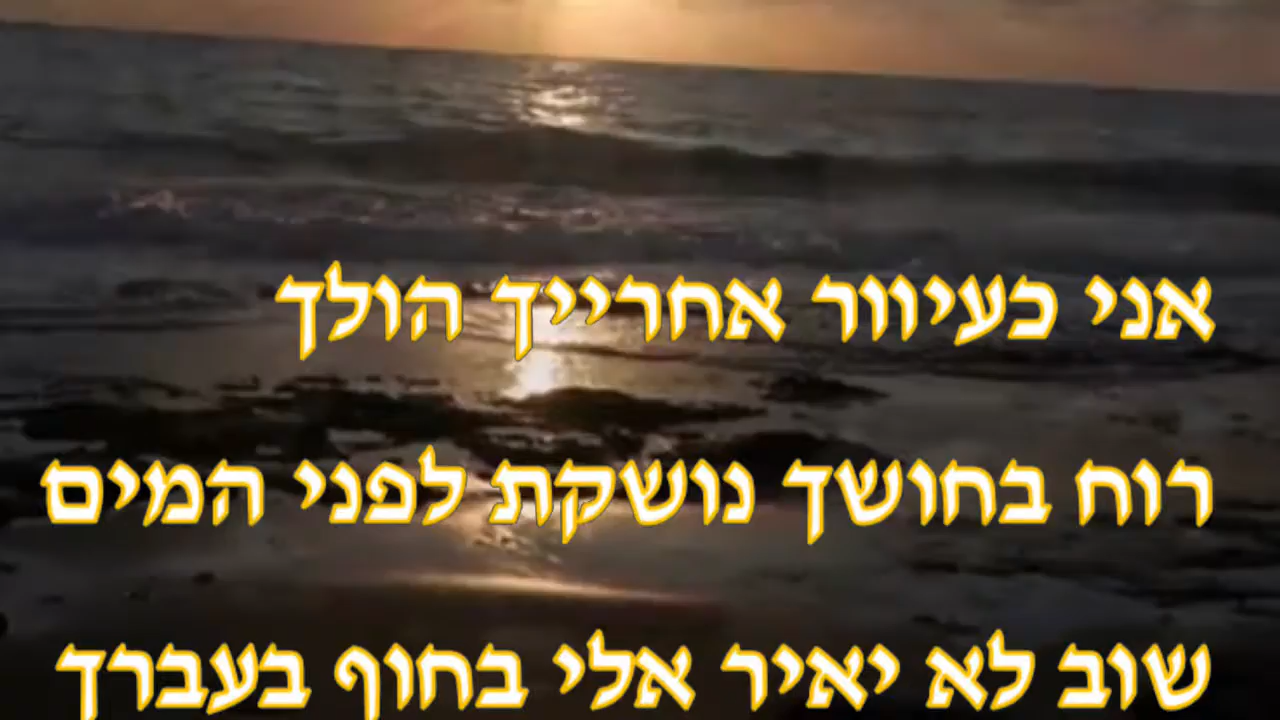 אני כעיוור אחרייך הולך
רוח בחושך נושקת לפני המים
שוב לא יאיר אלי בחוף בעברך